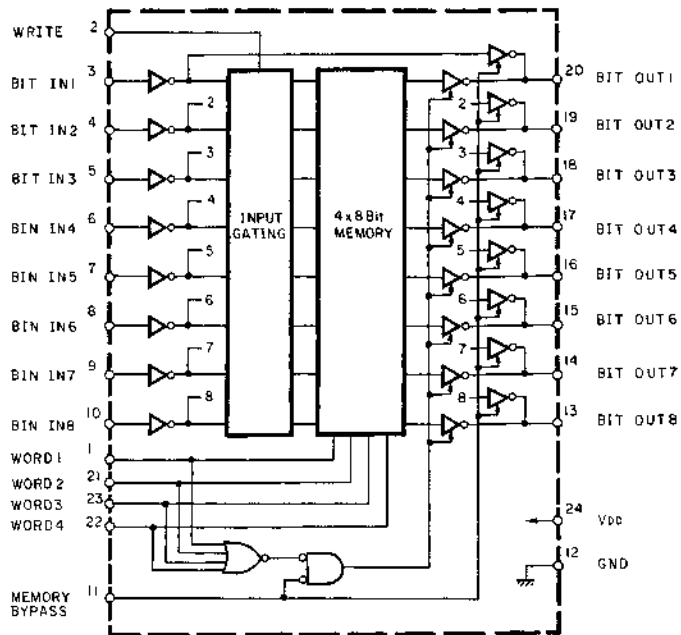 WRITE 2
BIT IN1 3 20 BIT OUT1
2 2
BIT IN2 4 19 BIT OUT2
3 3
BIT IN3 5 18 BIT OUT3
4 4
BIN IN4 6 INPUT GATING 4x8Bit MEMORY 17 BIT OUT4
5 5
BIN IN5 7 16 BIT OUT5
6 6
BIN IN6 8 15 BIT OUT6
7 7
BIN IN7 9 14 BIT OUT7
8 8
BIN IN8 10 13 BIT OUT8
WORD1 1
WORD2 21
WORD3 23
WORD4 22
24 VDD
12 GND
MEMORY BYPASS 11